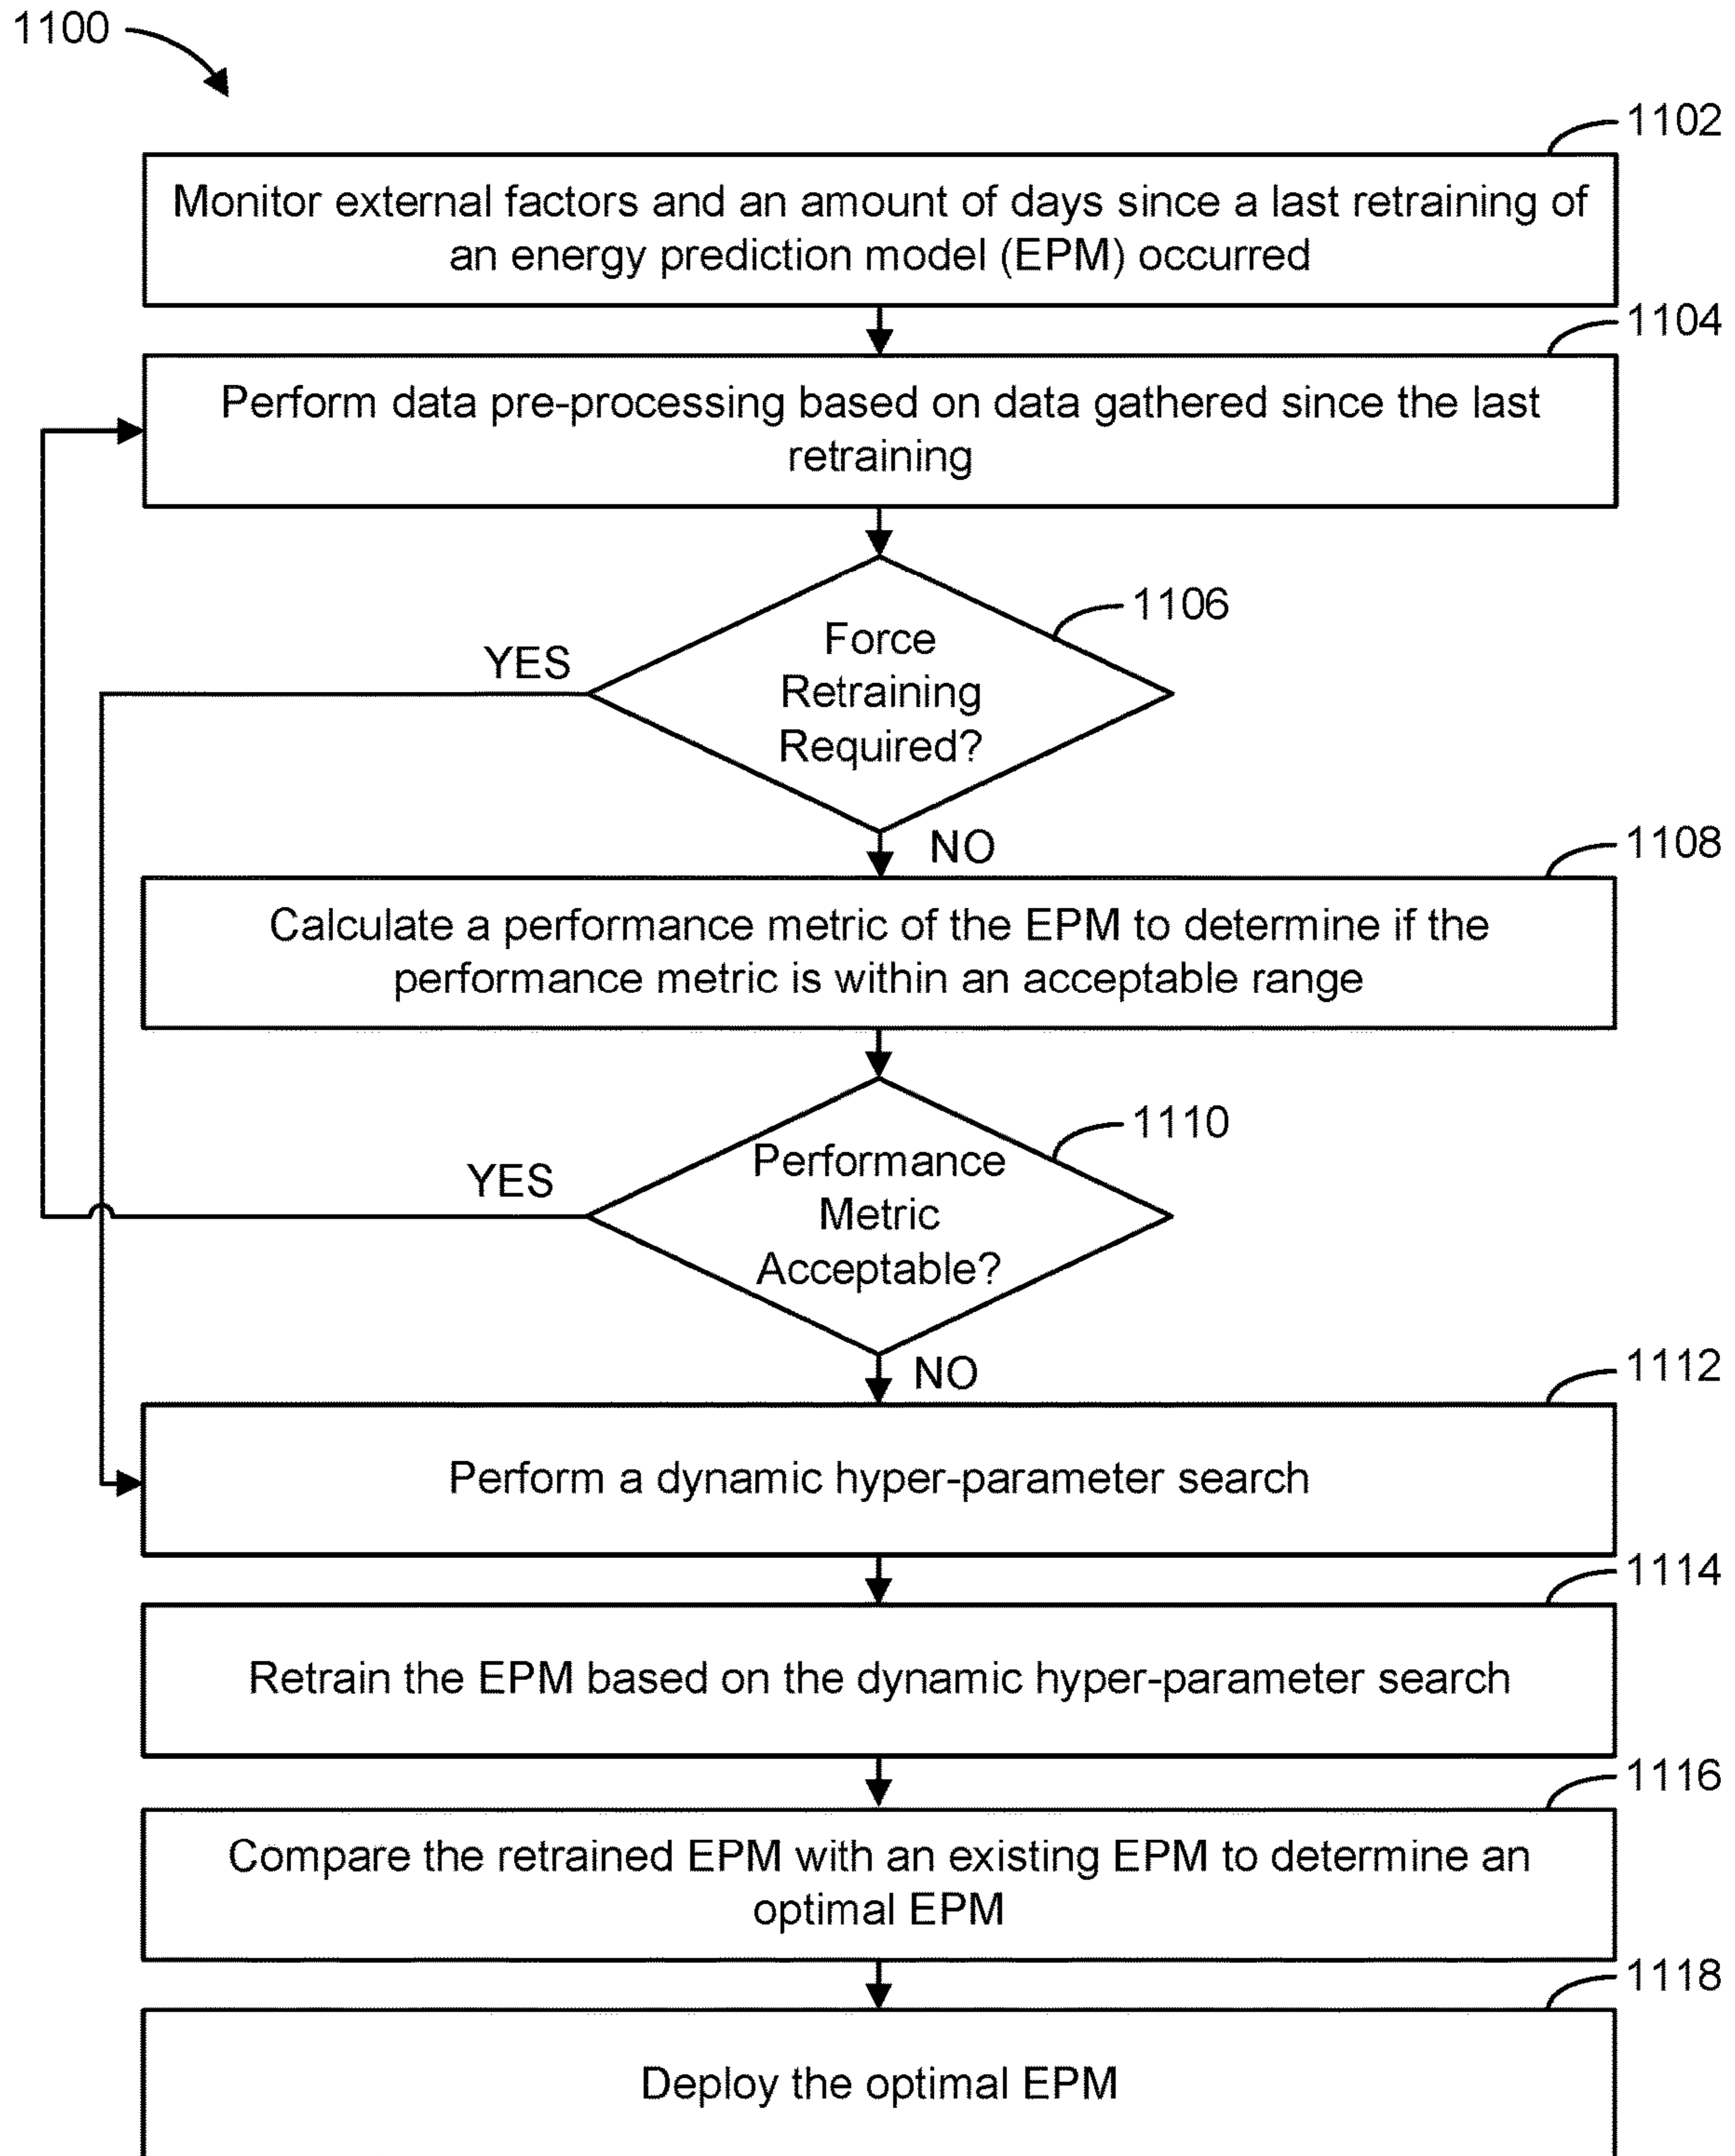 1100
1102
Monitor external factors and an amount of days since a last retraining of
an energy prediction model (EPM) occurred
1104
Perform data pre-processing based on data gathered since the last
retraining
1106
Force
Retraining
Required?
YES
NO
1108
Calculate a performance metric of the EPM to determine if the
performance metric is within an acceptable range
1110
Performance
Metric
Acceptable?
YES
NO
1112
Perform a dynamic hyper-parameter search
1114
Retrain the EPM based on the dynamic hyper-parameter search
1116
Compare the retrained EPM with an existing EPM to determine an
optimal EPM
1118
Deploy the optimal EPM